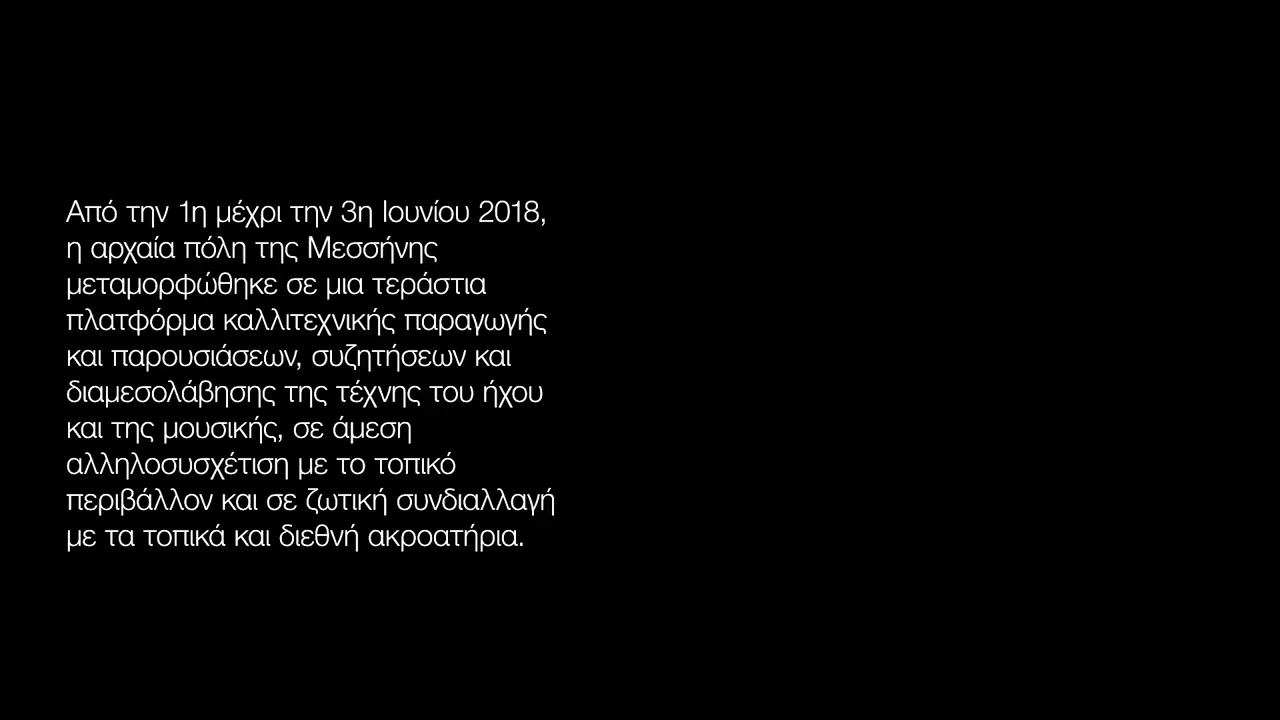 Από την 1η μέχρι την 3η Ιουνίου 2018,
η αρχαία πόλη της Μεσσήνης
μεταμορφώθηκε σε μια τεράστια
πλατφόρμα καλλιτεχνικής παραγωγής
και παρουσιάσεων, συζητήσεων και
διαμεσολάβησης της τέχνης του ήχου
και της μουσικής, σε άμεση
αλληλοσυσχέτιση με το τοπικό
περιβάλλον και σε ζωτική συνδιαλλαγή
με τα τοπικά και διεθνή ακροατήρια.